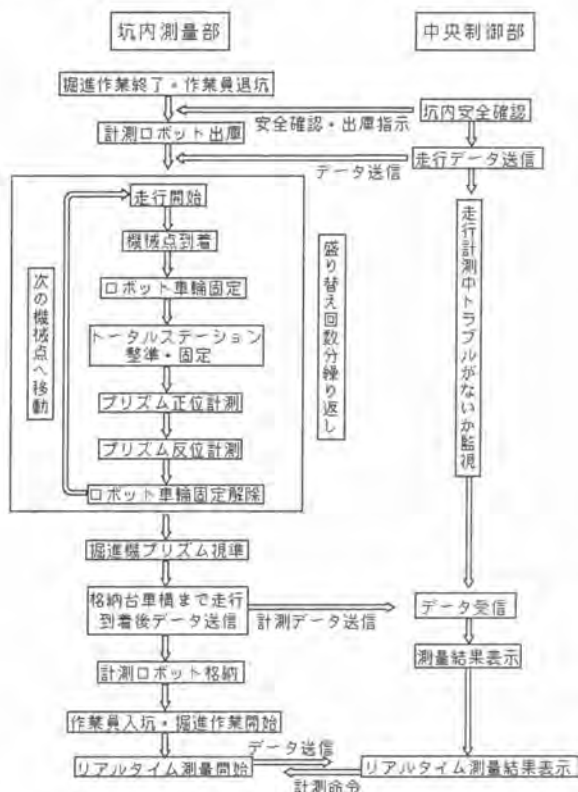 坑内測量部
中央制御部
掘進作業終了・作業員退坑
坑内安全確認
安全確認・出庫指示
計測ロボット出庫
走行データ送信
データ送信
走行開始
機械点到着
ロボット車輪固定
トータルステーション
整準・固定
プリズム正位計測
プリズム反位計測
ロボット車輪固定解除
次の機械点へ移動
盛り替え回数分繰り返し
走行計測中トラブルがないか監視
掘進機プリズム視準
格納台車横まで走行
到着後データ送信
計測データ送信
データ受信
測量結果表示
計測ロボット格納
作業員入坑・掘進作業開始
データ送信
リアルタイム測量開始
リアルタイム測量結果表示
計測命令